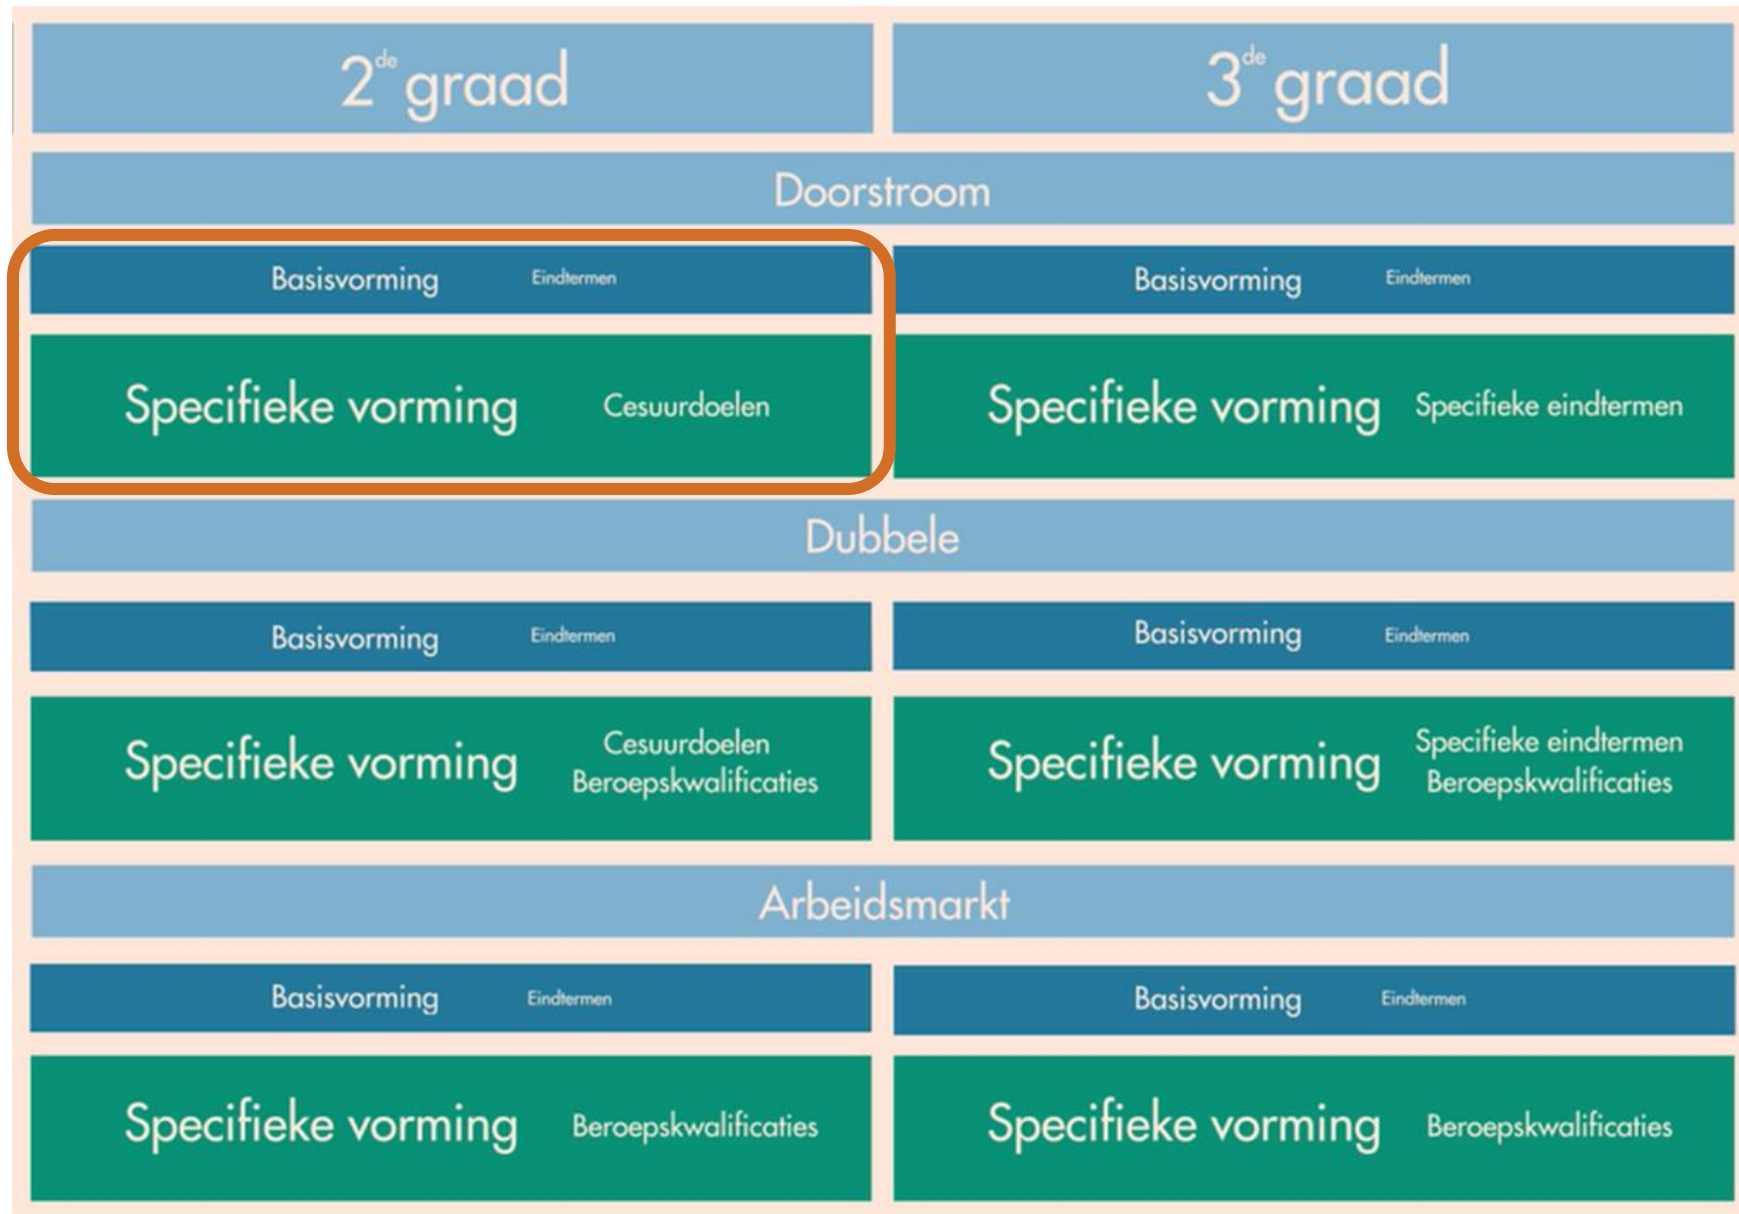 2de graad
3de graad
Doorstroom
Basisvorming Eindtermen
Basisvorming Eindtermen
Specifieke vorming Cesuurdoelen
Specifieke vorming Specifieke eindtermen
Dubbele
Basisvorming Eindtermen
Basisvorming Eindtermen
Specifieke vorming
Cesuurdoelen
Beroepskwalificaties
Specifieke vorming
Specifieke eindtermen
Beroepskwalificaties
Arbeidsmarkt
Basisvorming Eindtermen
Basisvorming Eindtermen
Specifieke vorming Beroepskwalificaties
Specifieke vorming Beroepskwalificaties